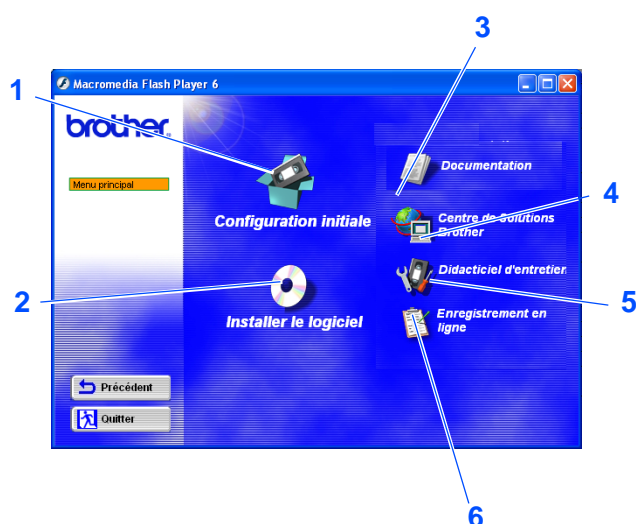 3
1
Macromedia Flash Player 6
brother.
Documentation
Menu principal
4
Configuration initiale
Centre de Solutions
Brother
2
Didacticiel d'entretien
5
Installer le logiciel
Enregistrement en
ligne
Précédent
Quitter
6